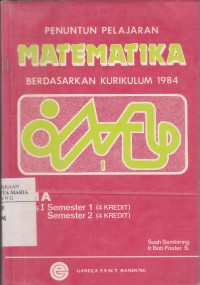 PENUNTUN PELAJARAN
MATEMATIKA
BERDASARKAN KURIKULUM 1984
1
I Semester 1 (4 KREDIT)
Semester 2 (4 KREDIT)
Suah Sembiring
Ir. Bob Foster S.
GANECA EXACT BANDUNG